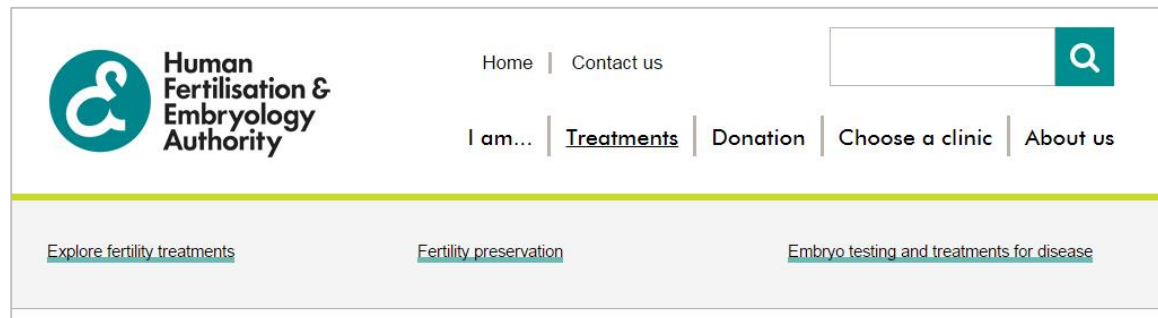 Human
Fertilisation &
Embryology
Authority
Home | Contact us
I am... | Treatments | Donation | Choose a clinic | About us
Explore fertility treatments
Fertility preservation
Embryo testing and treatments for disease